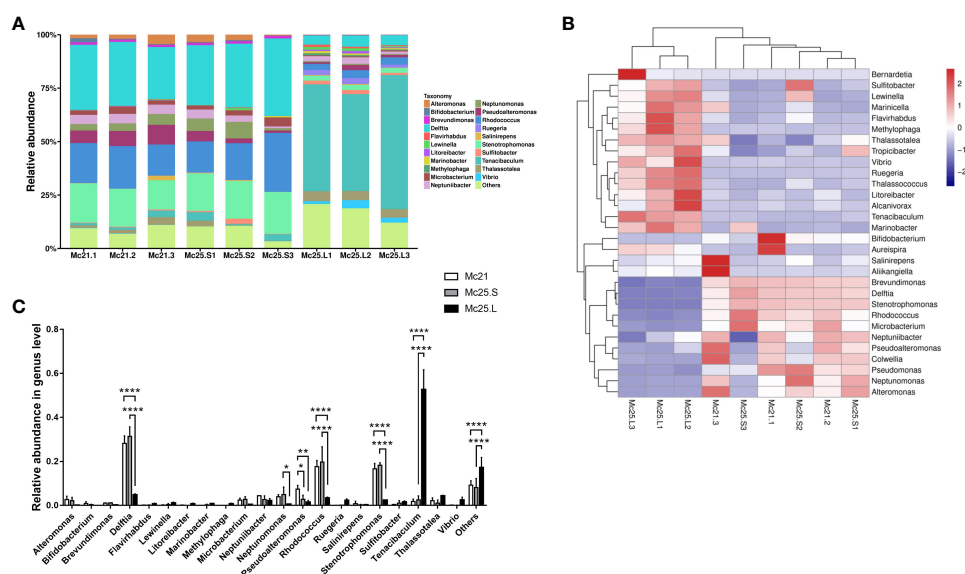 A
100%
75%
50%
25%
0%
Relative abundance
Mc21.1 Mc21.2 Mc21.3 Mc25.S1 Mc25.S2 Mc25.S3 Mc25.L1 Mc25.L2 Mc25.L3
Taxonomy
Alteromonas
Bifidobacterium
Brevundimonas
Delftia
Flavirhabdus
Lewinella
Litoreibacter
Marinobacter
Methylophaga
Microbacterium
Neptuniibacter
Neptunomonas
Pseudoalteromonas
Rhodococcus
Ruegeria
Salinirepens
Stenotrophomonas
Sulfitobacter
Tenacibaculum
Thalassotalea
Vibrio
Others
B
Bernardetia
Sulfitobacter
Lewinella
Marinicella
Flavirhabdus
Methylophaga
Thalassotalea
Tropicibacter
Vibrio
Ruegeria
Thalassococcus
Litoreibacter
Alcanivorax
Tenacibaculum
Marinobacter
Bifidobacterium
Aureispira
Salinirepens
Aliikangiella
Brevundimonas
Delftia
Stenotrophomonas
Rhodococcus
Microbacterium
Neptuniibacter
Pseudoalteromonas
Colwellia
Pseudomonas
Neptunomonas
Alteromonas
Mc25.L3
Mc25.L1
Mc25.L2
Mc21.3
Mc25.S3
Mc21.1
Mc25.S2
Mc21.2
Mc25.S1
2
1
0
−1
−2
C
Mc21
Mc25.S
Mc25.L
Relative abundance in genus level
0.8
0.6
0.4
0.2
0.0
****
****
*
**
*
****
****
****
****
****
****
****
****
Alteromonas
Bifidobacterium
Brevundimonas
Delftia
Flavirhabdus
Lewinella
Litoreibacter
Marinobacter
Methylophaga
Microbacterium
Neptuniibacter
Neptunomonas
Pseudoalteromonas
Rhodococcus
Ruegeria
Salinirepens
Stenotrophomonas
Sulfitobacter
Tenacibaculum
Thalassotalea
Vibrio
Others